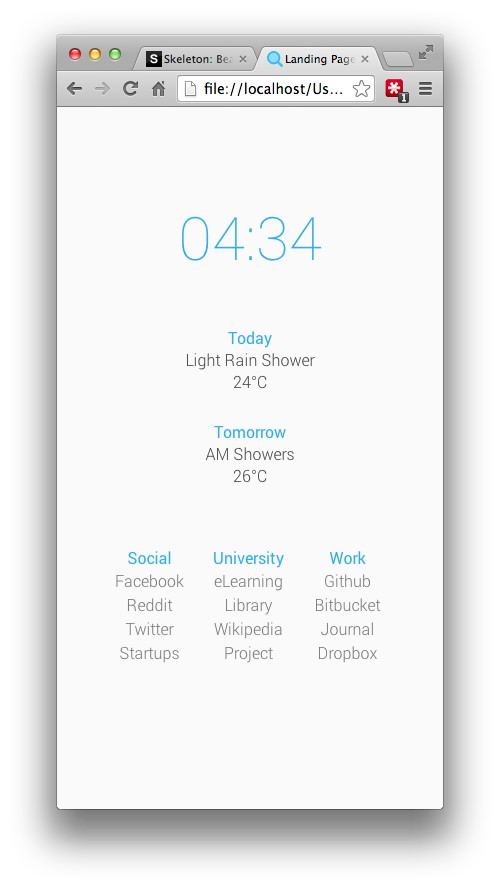 Skeleton: Bea
Landing Page
file://localhost/Us...
1
04:34
Today
Light Rain Shower
24°C
Tomorrow
AM Showers
26°C
Social University Work
Facebook eLearning Github
Reddit Library Bitbucket
Twitter Wikipedia Journal
Startups Project Dropbox